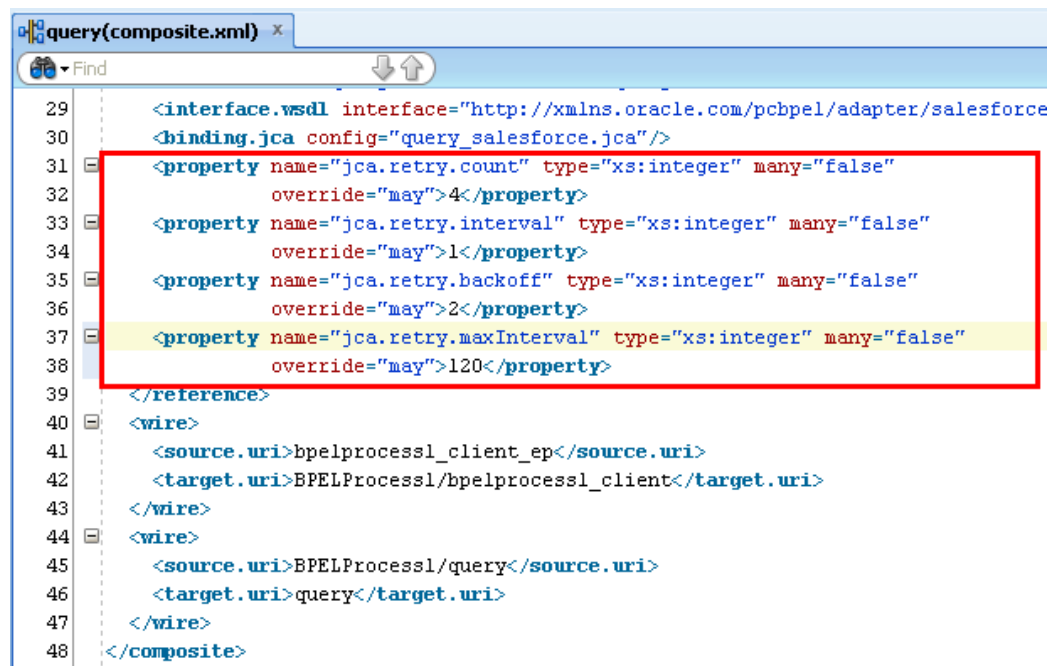 query(composite.xml) x
Find
29 <interface.wsdl interface="http://xmlns.oracle.com/pcbpel/adapter/salesforce
30 <binding.jca config="query_salesforce.jca"/>
31 <property name="jca.retry.count" type="xs:integer" many="false"
32 override="may">4</property>
33 <property name="jca.retry.interval" type="xs:integer" many="false"
34 override="may">1</property>
35 <property name="jca.retry.backoff" type="xs:integer" many="false"
36 override="may">2</property>
37 <property name="jca.retry.maxInterval" type="xs:integer" many="false"
38 override="may">120</property>
39 </reference>
40 <wire>
41 <source.uri>bpelprocess1_client_ep</source.uri>
42 <target.uri>BPELProcess1/bpelprocess1_client</target.uri>
43 </wire>
44 <wire>
45 <source.uri>BPELProcess1/query</source.uri>
46 <target.uri>query</target.uri>
47 </wire>
48 </composite>